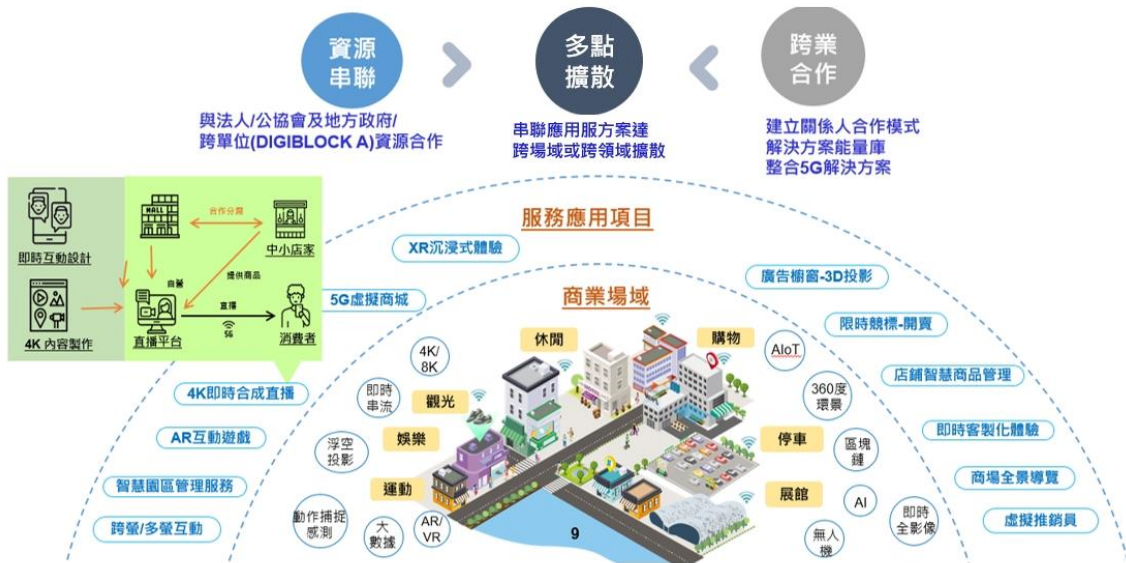 資源
串聯
多點
擴散
跨業
合作
與法人/公協會及地方政府/
跨單位(DIGIBLOCK A)資源合作
串聯應用服方案達
跨場域或跨領域擴散
建立關係人合作模式
解決方案能量庫
整合5G解決方案
即時互動設計
4K 內容製作
MALL
合作分潤
中小店家
提供商品
自營
直播平台
直播
5G
消費者
服務應用項目
XR沉浸式體驗
5G虛擬商城
4K即時合成直播
AR互動遊戲
智慧園區管理服務
跨螢/多螢互動
廣告櫥窗-3D投影
限時競標-開賣
店鋪智慧商品管理
即時客製化體驗
商場全景導覽
虛擬推銷員
商業場域
休閒
購物
觀光
娛樂
運動
停車
展館
4K/
8K
即時
串流
浮空
投影
動作捕捉
感測
大
數據
AR/
VR
AIoT
360度
環景
區塊
鏈
AI
無人
機
即時
全影像
9